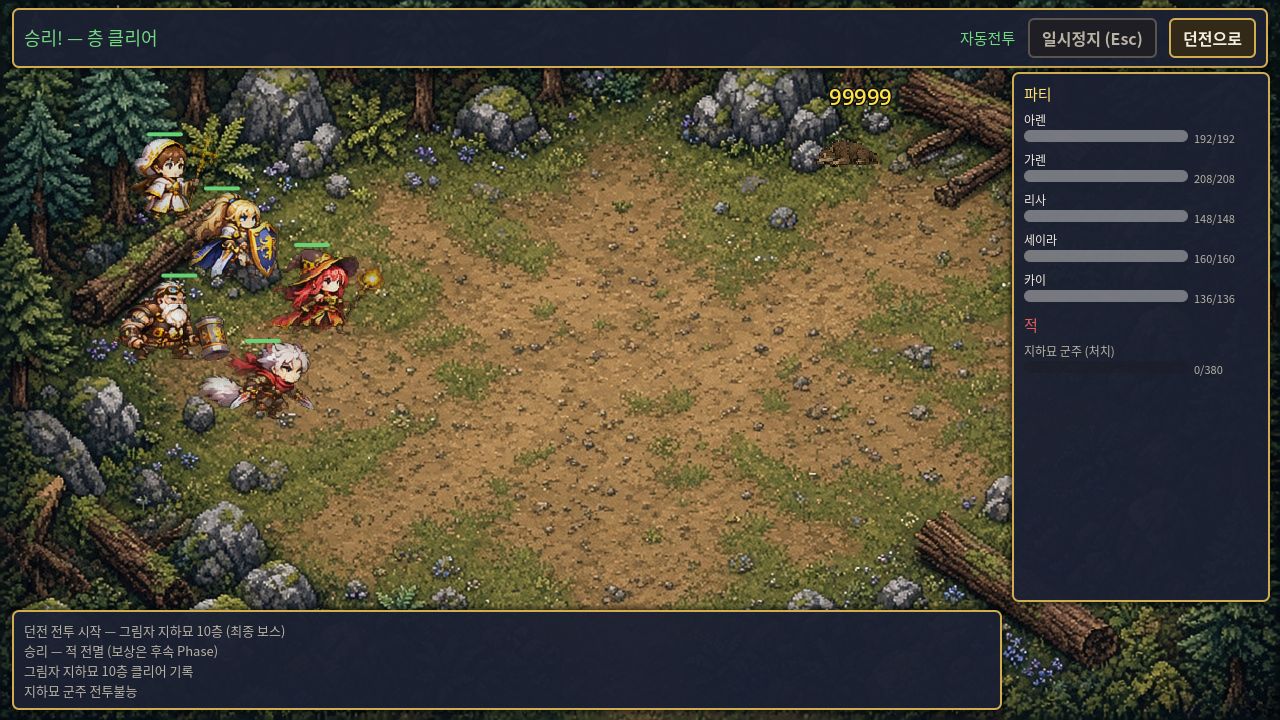 승리! — 층 클리어
자동전투
일시정지 (Esc)
던전으로
99999
파티
아렌
192/192
가렌
208/208
리사
148/148
세이라
160/160
카이
136/136
적
지하묘 군주 (처치)
0/380
던전 전투 시작 — 그림자 지하묘 10층 (최종 보스)
승리 — 적 전멸 (보상은 후속 Phase)
그림자 지하묘 10층 클리어 기록
지하묘 군주 전투불능